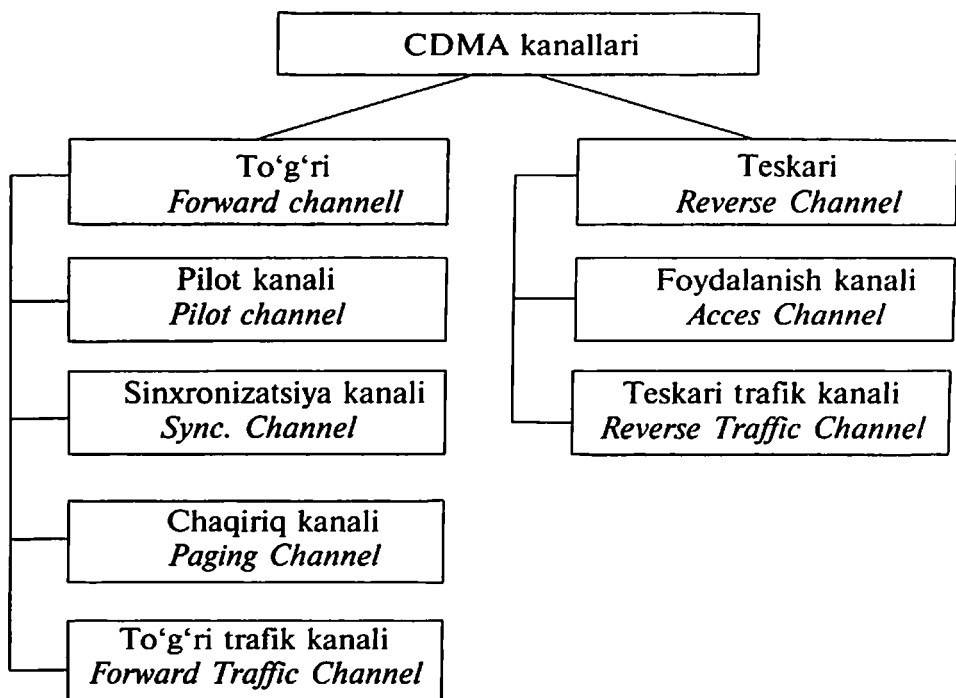 CDMA kanallari
To‘g‘ri
Forward channell
Pilot kanali
Pilot channel
Sinxronizatsiya kanali
Sync. Channel
Chaqiriq kanali
Paging Channel
To‘g‘ri trafik kanali
Forward Traffic Channel
Teskari
Reverse Channel
Foydalanish kanali
Acces Channel
Teskari trafik kanali
Reverse Traffic Channel